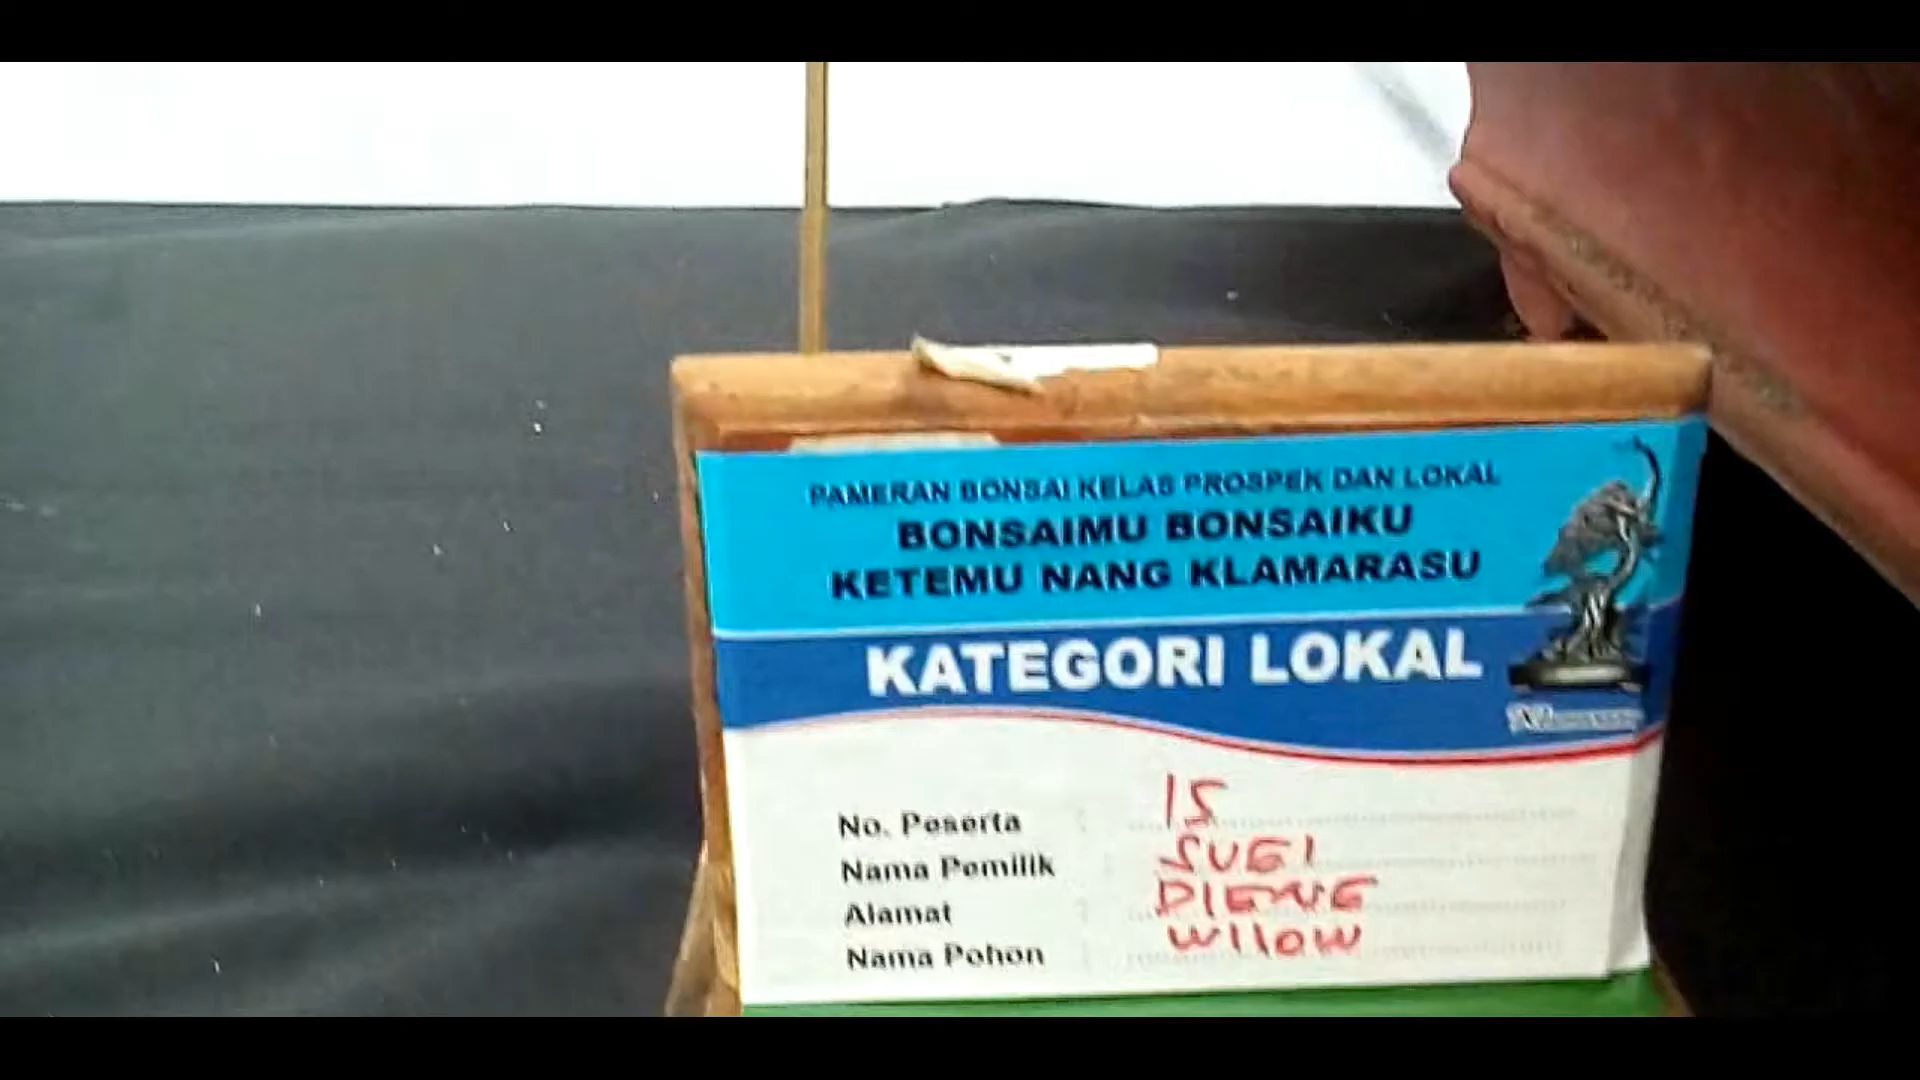 PAMERAN BONSAI KELAS PROSPEK DAN LOKAL
BONSAIMU BONSAIKU
KETEMU NANG KLAMARASU
KATEGORI LOKAL
No. Peserta : 15
Nama Pemilik : SUGI
Alamat : DIENG
Nama Pohon : WILOW